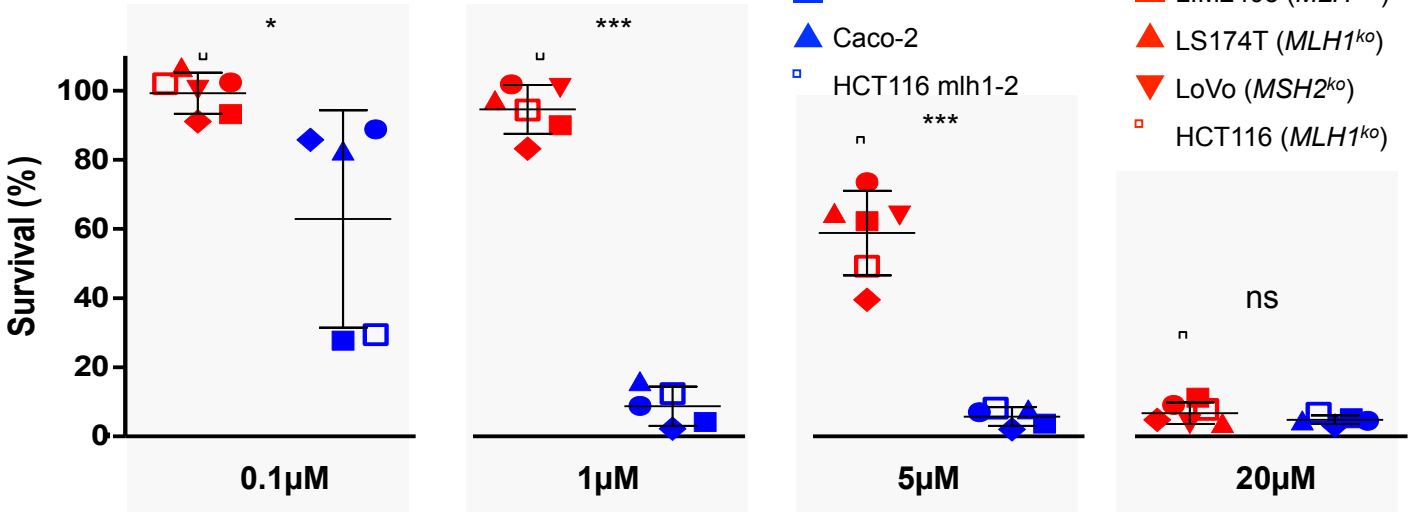 * ***
Caco-2
LS174T (MLH1ko)
HCT116 mlh1-2
LoVo (MSH2ko)
***
HCT116 (MLH1ko)
Survival (%)
100
80
60
40
20
0
ns
0.1µM 1µM 5µM 20µM